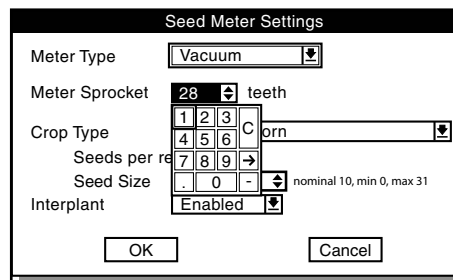 Seed Meter Settings
Meter Type Vacuum
Meter Sprocket 28 teeth
1 2 3 C
Crop Type orn
4 5 6
Seeds per re 7 8 9 →
Seed Size . 0 - nominal 10, min 0, max 31
Interplant Enabled
OK Cancel